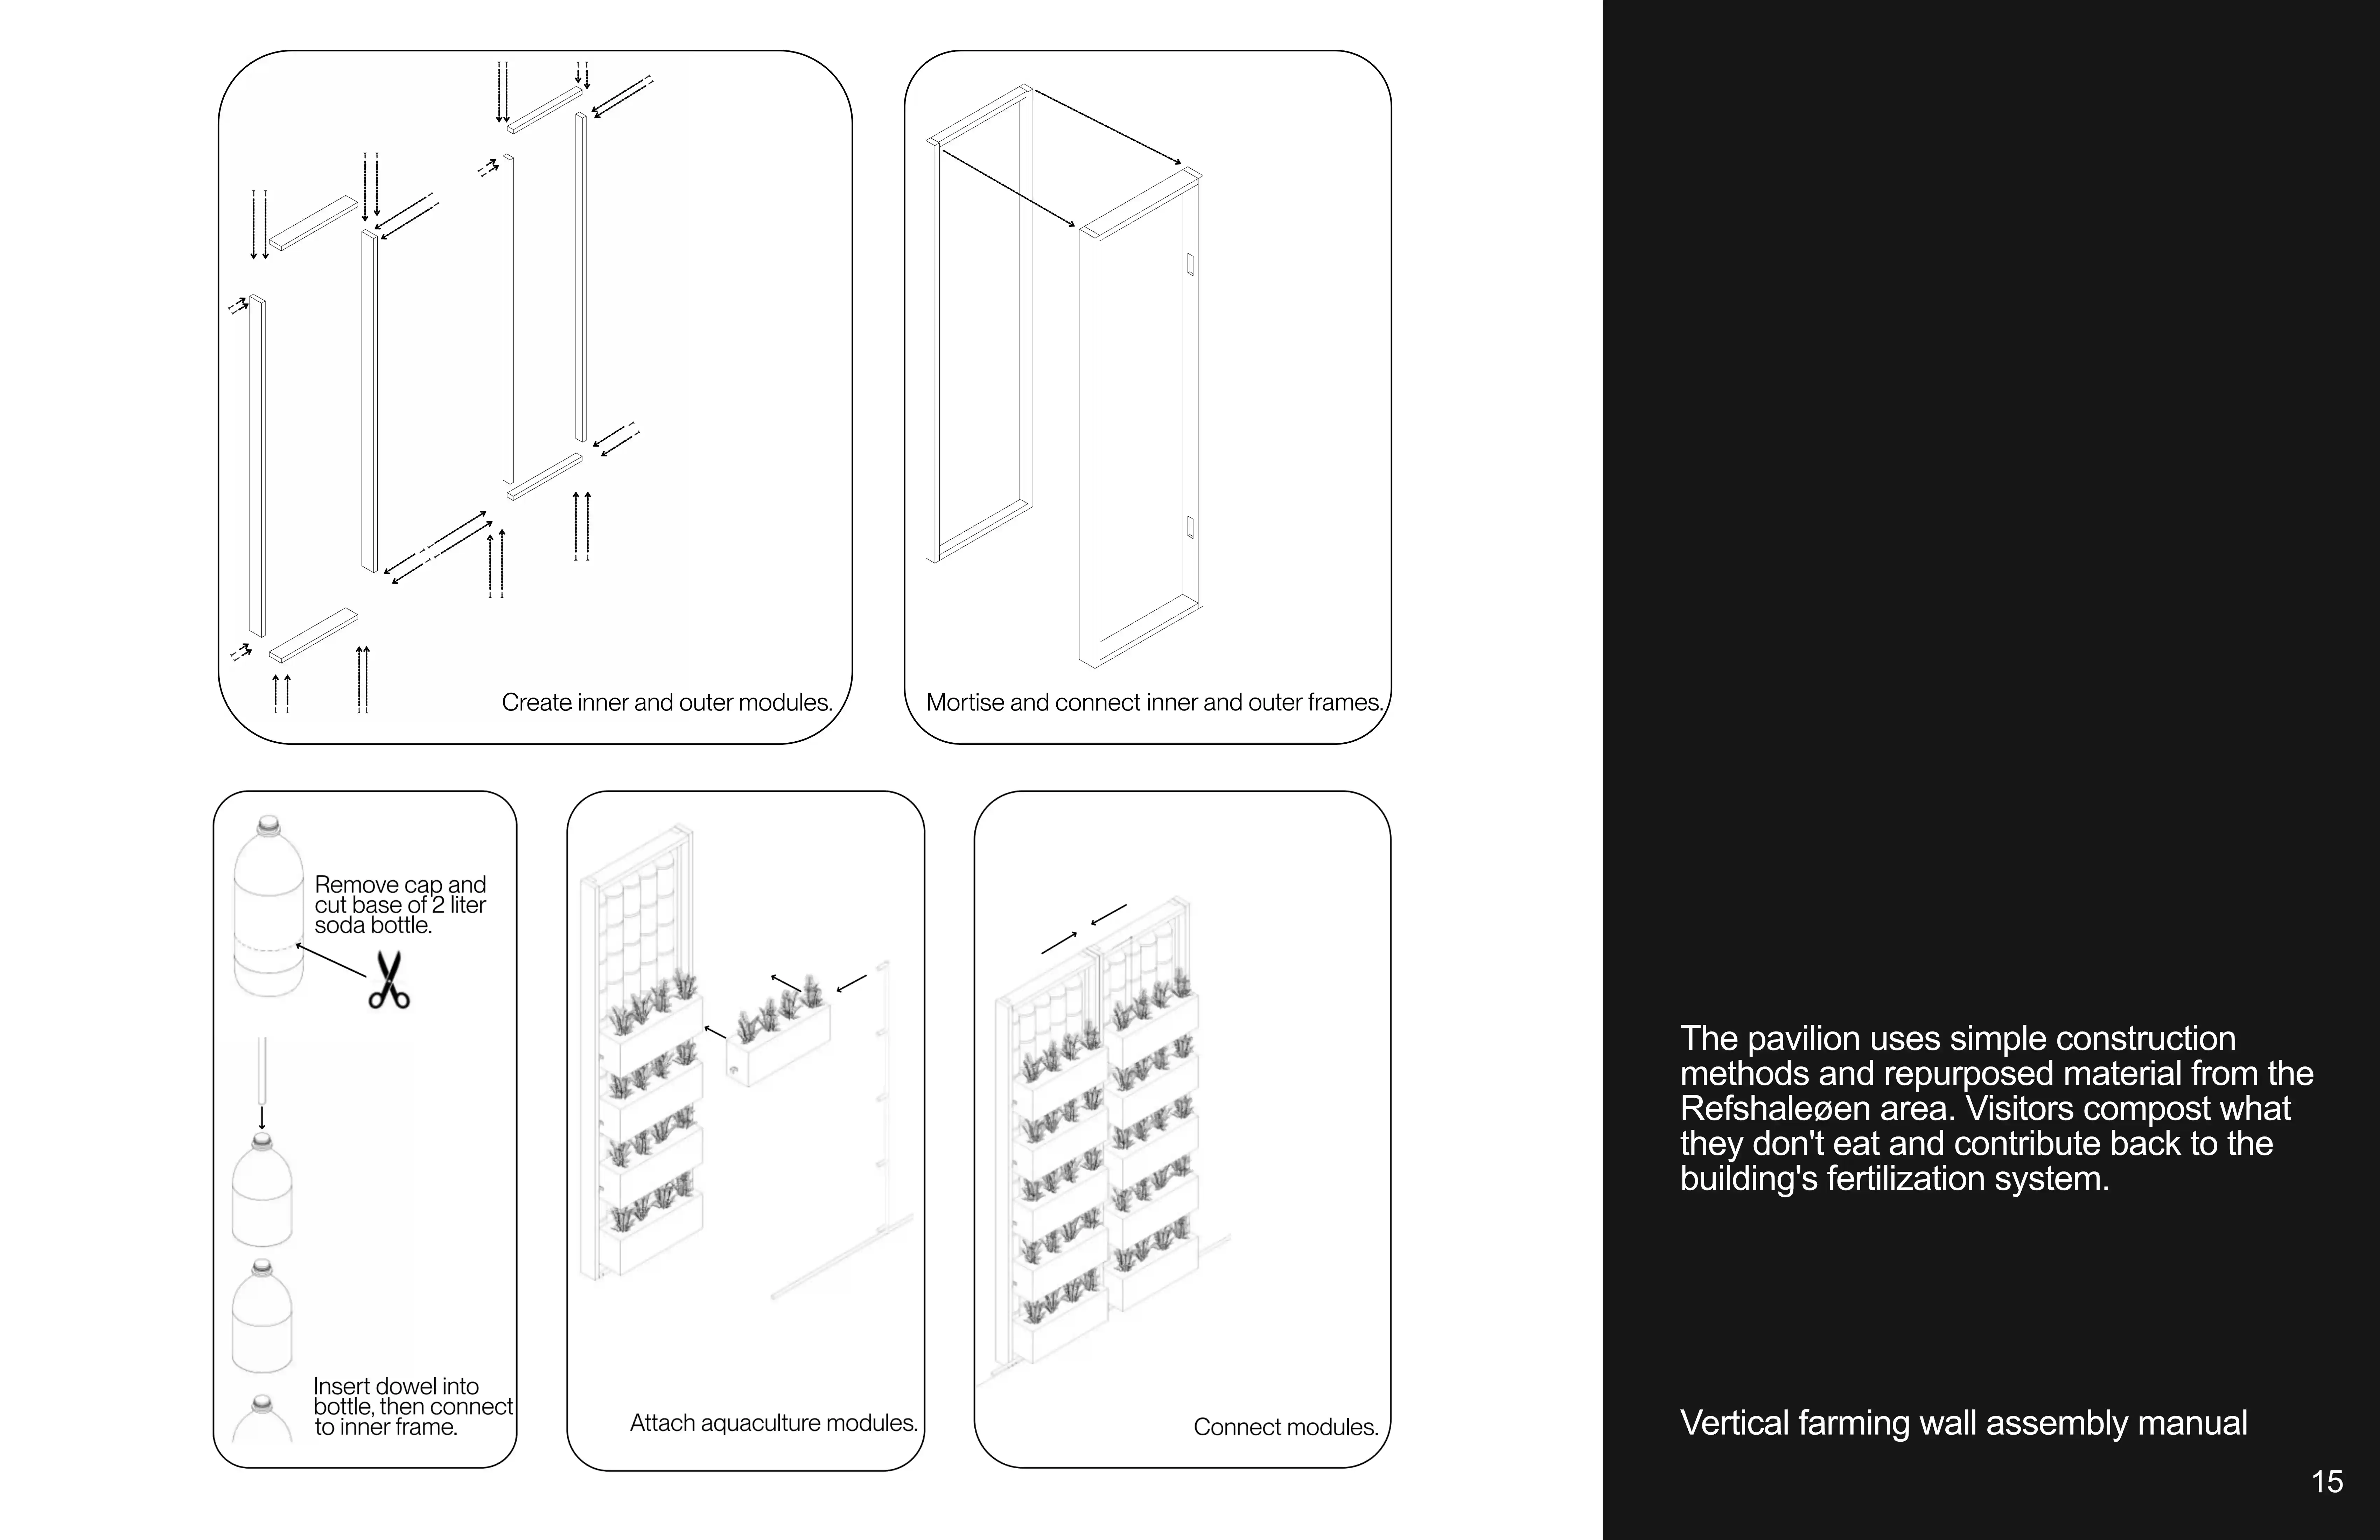 Create inner and outer modules.
Mortise and connect inner and outer frames.
Remove cap and
cut base of 2 liter
soda bottle.
Insert dowel into
bottle, then connect
to inner frame.
Attach aquaculture modules.
Connect modules.
The pavilion uses simple construction
methods and repurposed material from the
Refshaleøen area. Visitors compost what
they don't eat and contribute back to the
building's fertilization system.
Vertical farming wall assembly manual
15